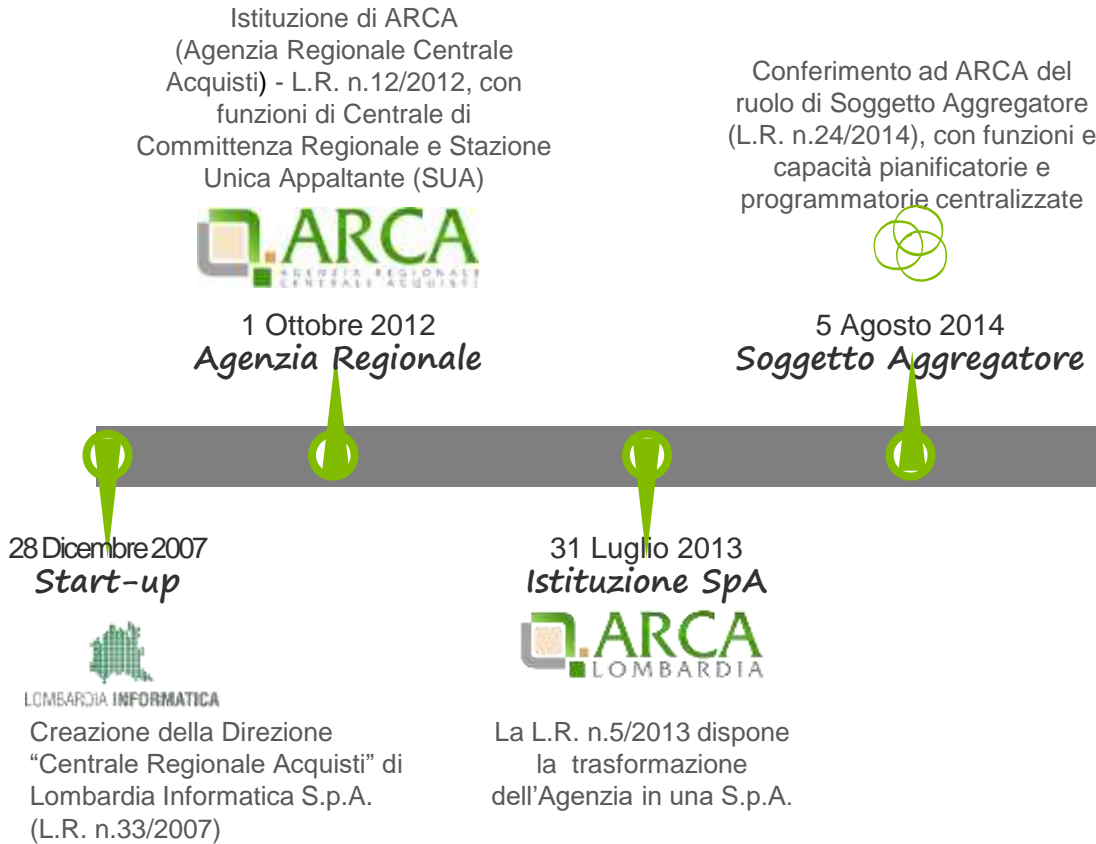 Istituzione di ARCA
(Agenzia Regionale Centrale
Acquisti) - L.R. n.12/2012, con
funzioni di Centrale di
Committenza Regionale e Stazione
Unica Appaltante (SUA)
ARCA
AGENZIA REGIONALE
CENTRALE ACQUISTI
1 Ottobre 2012
Agenzia Regionale
Conferimento ad ARCA del
ruolo di Soggetto Aggregatore
(L.R. n.24/2014), con funzioni e
capacità pianificatorie e
programmatorie centralizzate
5 Agosto 2014
Soggetto Aggregatore
28 Dicembre 2007
Start-up
LOMBARDIA INFORMATICA
Creazione della Direzione
“Centrale Regionale Acquisti” di
Lombardia Informatica S.p.A.
(L.R. n.33/2007)
31 Luglio 2013
Istituzione SpA
ARCA
LOMBARDIA
La L.R. n.5/2013 dispone
la trasformazione
dell’Agenzia in una S.p.A.